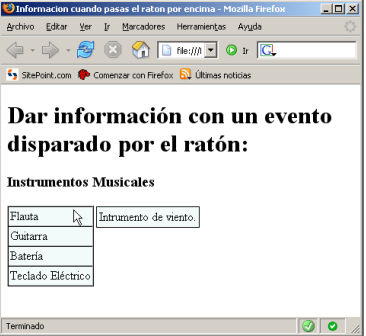 Informacion cuando pasas el raton por encima - Mozilla Firefox
Archivo Editar Ver Ir Marcadores Herramientas Ayuda
file:///I Ir G
SitePoint.com Comenzar con Firefox Últimas noticias
Dar información con un evento
disparado por el ratón:
Instrumentos Musicales
Flauta Intrumento de viento.
Guitarra
Batería
Teclado Eléctrico
Terminado